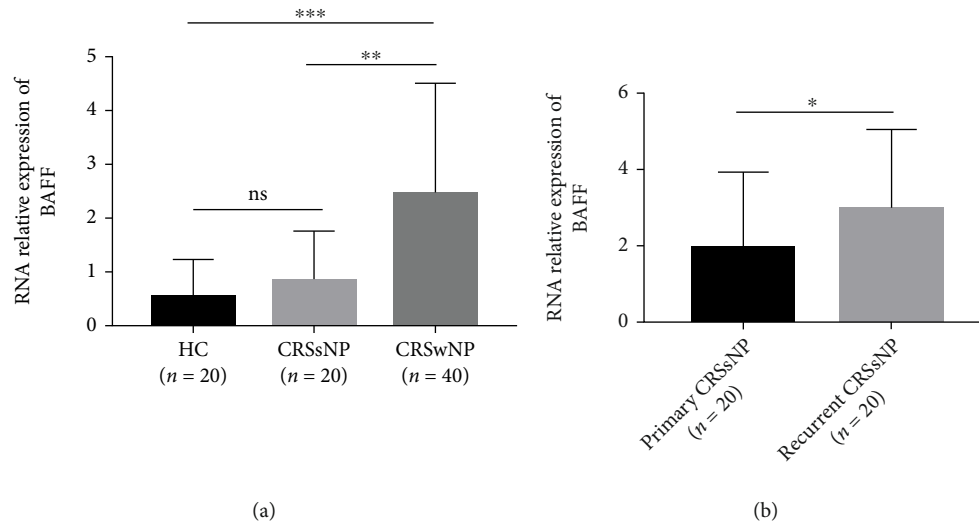 ***
**
ns
RNA relative expression of
BAFF
5
4
3
2
1
0
HC
(n = 20)
CRSsNP
(n = 20)
CRSwNP
(n = 40)
(a)
*
RNA relative expression of
BAFF
6
4
2
0
Primary CRSsNP
(n = 20)
Recurrent CRSsNP
(n = 20)
(b)